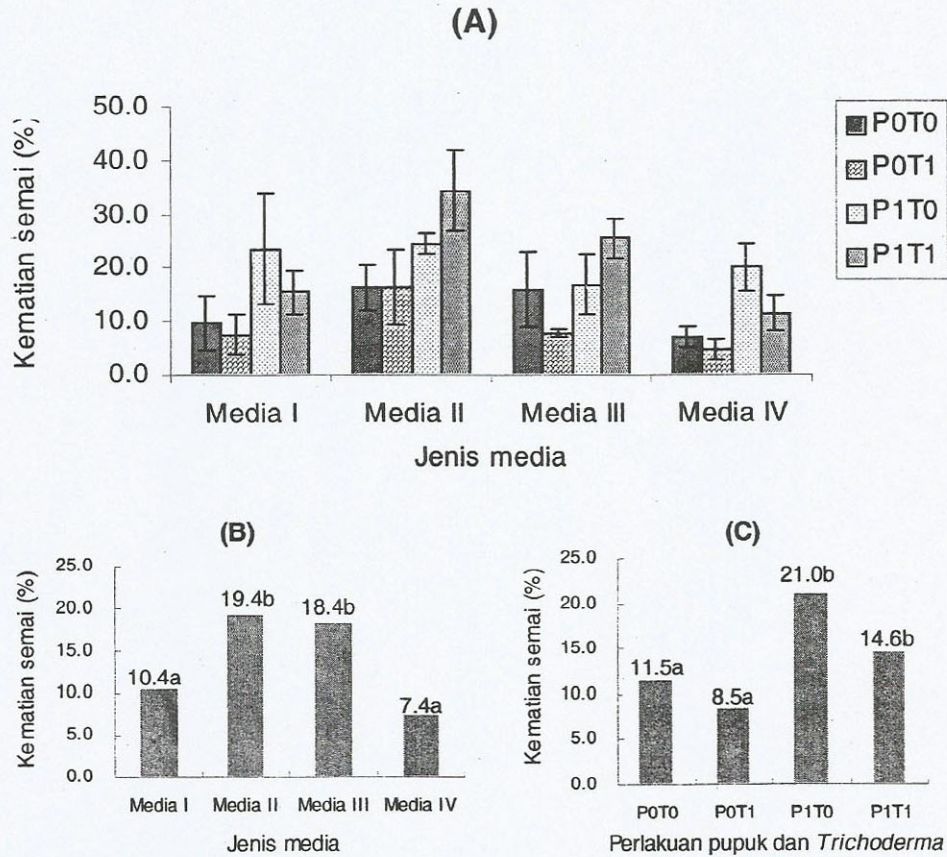 (A)
Kematian semai (%)
50.0
40.0
30.0
20.0
10.0
0.0
Media I Media II Media III Media IV
Jenis media
P0T0
P0T1
P1T0
P1T1
(B)
Kematian semai (%)
25.0
20.0
15.0
10.0
5.0
0.0
10.4a
19.4b
18.4b
7.4a
Media I Media II Media III Media IV
Jenis media
(C)
Kematian semai (%)
25.0
20.0
15.0
10.0
5.0
0.0
11.5a
8.5a
21.0b
14.6b
P0T0 P0T1 P1T0 P1T1
Perlakuan pupuk dan Trichoderma